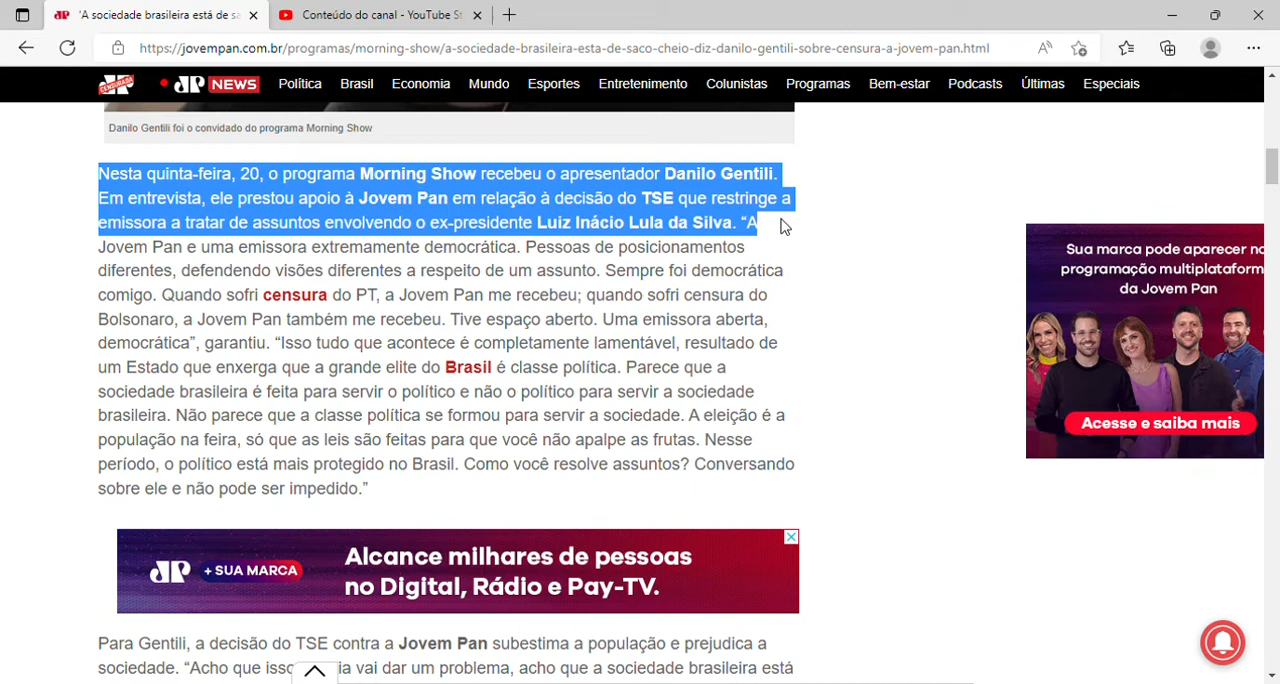 'A sociedade brasileira está de sa
Conteúdo do canal - YouTube St
https://jovempan.com.br/programas/morning-show/a-sociedade-brasileira-esta-de-saco-cheio-diz-danilo-gentili-sobre-censura-a-jovem-pan.html
CENSURADA JP NEWS Política Brasil Economia Mundo Esportes Entretenimento Colunistas Programas Bem-estar Podcasts Últimas Especiais
Danilo Gentili foi o convidado do programa Morning Show
Nesta quinta-feira, 20, o programa Morning Show recebeu o apresentador Danilo Gentili.
Em entrevista, ele prestou apoio à Jovem Pan em relação à decisão do TSE que restringe a
emissora a tratar de assuntos envolvendo o ex-presidente Luiz Inácio Lula da Silva. “A
Jovem Pan e uma emissora extremamente democrática. Pessoas de posicionamentos
diferentes, defendendo visões diferentes a respeito de um assunto. Sempre foi democrática
comigo. Quando sofri censura do PT, a Jovem Pan me recebeu; quando sofri censura do
Bolsonaro, a Jovem Pan também me recebeu. Tive espaço aberto. Uma emissora aberta,
democrática”, garantiu. “Isso tudo que acontece é completamente lamentável, resultado de
um Estado que enxerga que a grande elite do Brasil é classe política. Parece que a
sociedade brasileira é feita para servir o político e não o político para servir a sociedade
brasileira. Não parece que a classe política se formou para servir a sociedade. A eleição é a
população na feira, só que as leis são feitas para que você não apalpe as frutas. Nesse
período, o político está mais protegido no Brasil. Como você resolve assuntos? Conversando
sobre ele e não pode ser impedido.”
Sua marca pode aparecer na
programação multiplataform
da Jovem Pan
Acesse e saiba mais
JP + SUA MARCA
Alcance milhares de pessoas
no Digital, Rádio e Pay-TV.
Para Gentili, a decisão do TSE contra a Jovem Pan subestima a população e prejudica a
sociedade. “Acho que isso vai dar um problema, acho que a sociedade brasileira está